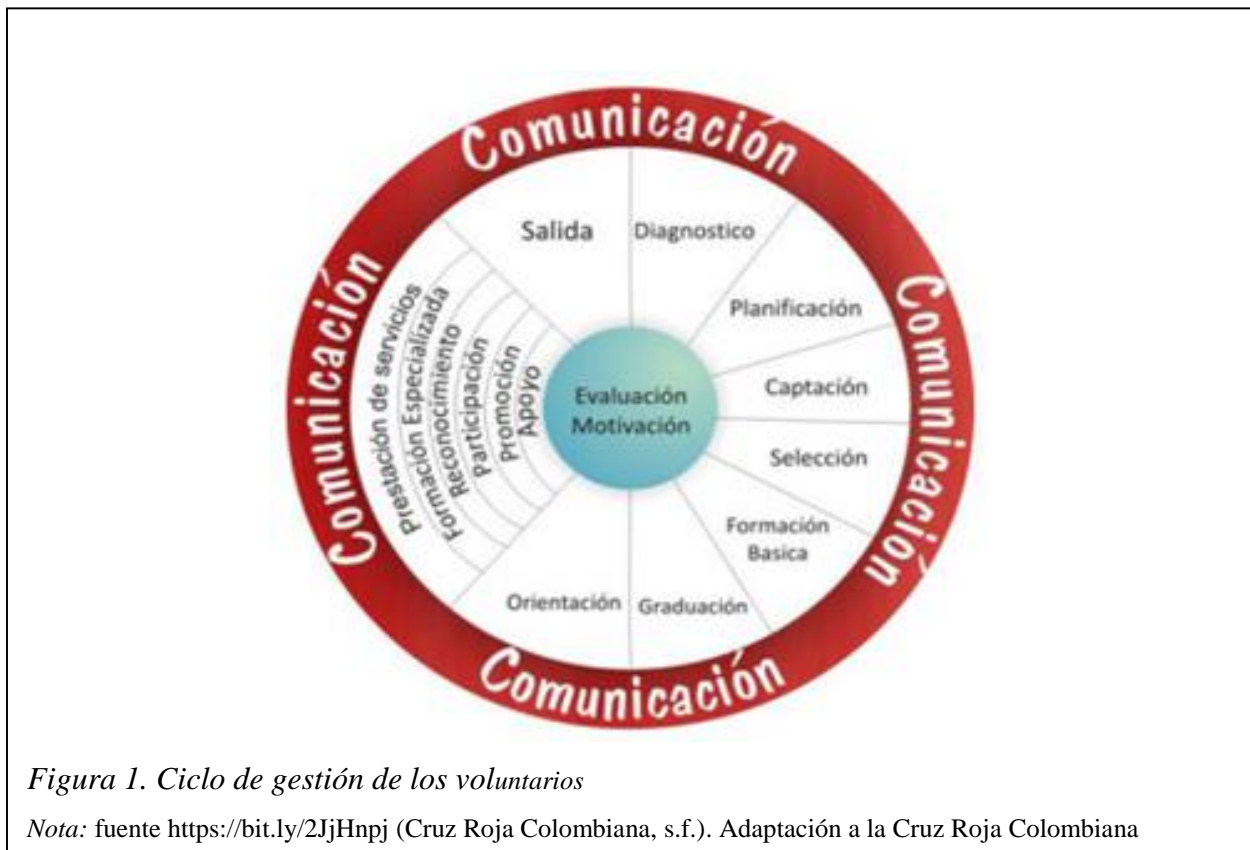 Comunicación
Comunicación
Comunicación
Comunicación
Salida
Diagnostico
Planificación
Captación
Selección
Formación
Basica
Graduación
Orientación
Prestación de servicios
Formación Especializada
Reconocimiento
Participación
Promoción
Apoyo
Evaluación
Motivación
Figura 1. Ciclo de gestión de los voluntarios
Nota: fuente https://bit.ly/2JjHnpj (Cruz Roja Colombiana, s.f.). Adaptación a la Cruz Roja Colombiana